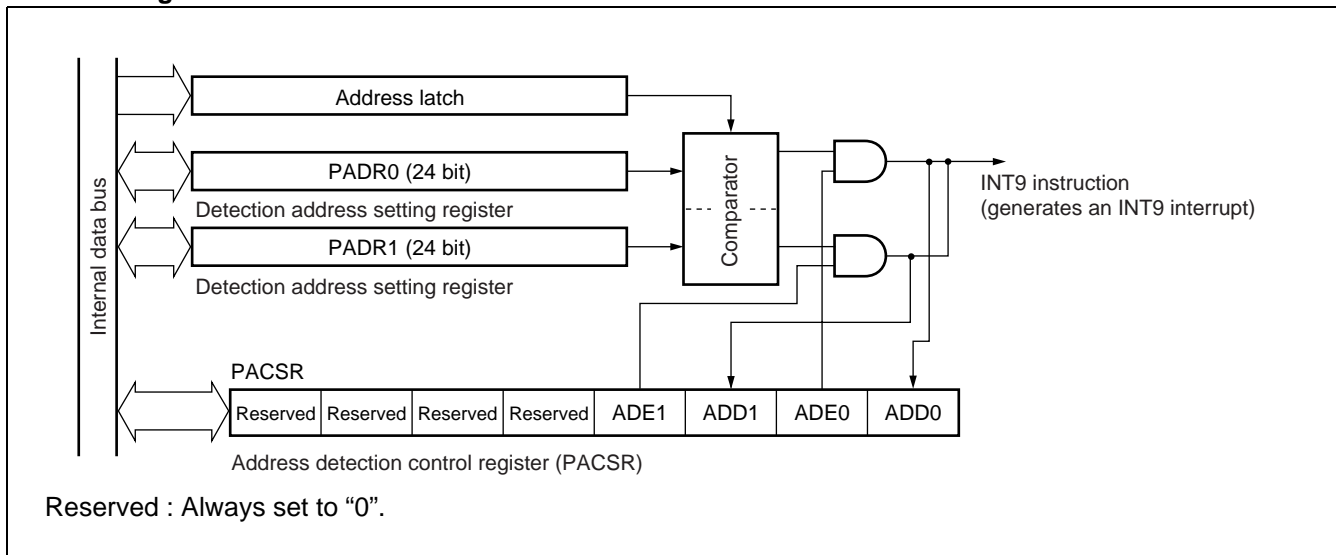 Address latch
PADR0 (24 bit)
Detection address setting register
PADR1 (24 bit)
Detection address setting register
Internal data bus
Comparator
INT9 instruction
(generates an INT9 interrupt)
PACSR
Reserved Reserved Reserved Reserved ADE1 ADD1 ADE0 ADD0
Address detection control register (PACSR)
Reserved : Always set to “0”.